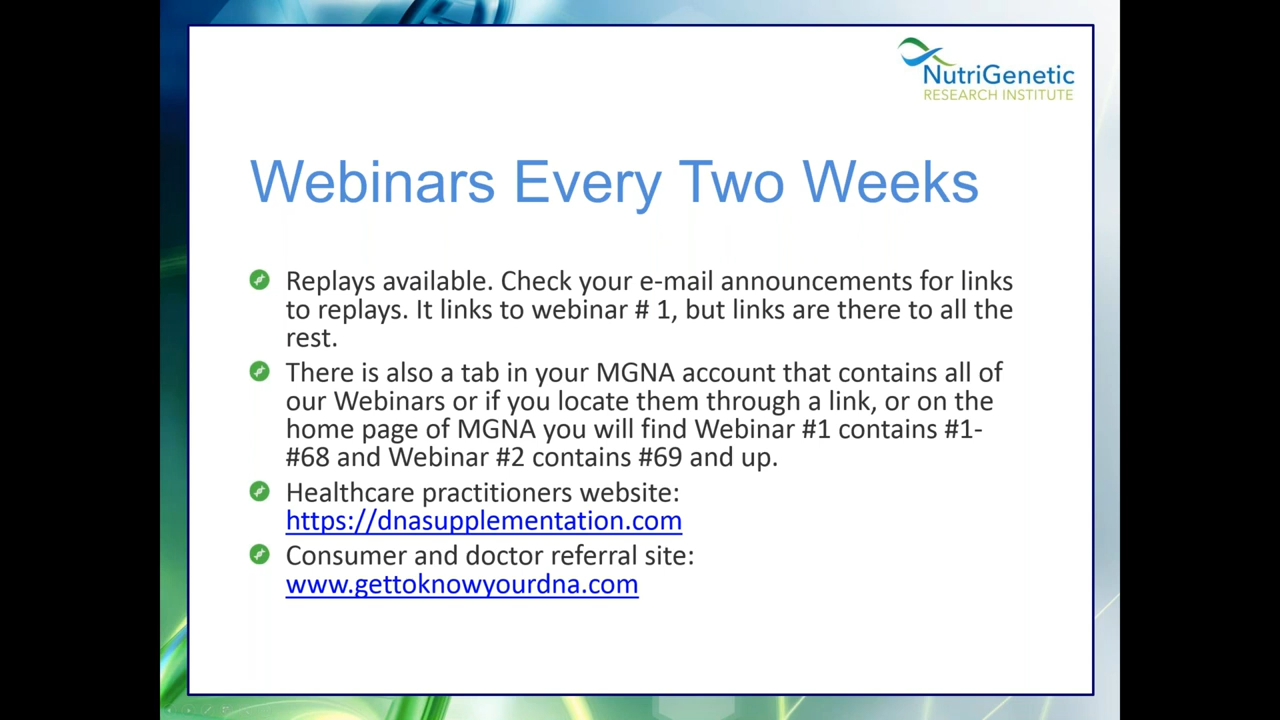 NutriGenetic
RESEARCH INSTITUTE
Webinars Every Two Weeks
Replays available. Check your e-mail announcements for links
to replays. It links to webinar # 1, but links are there to all the
rest.
There is also a tab in your MGNA account that contains all of
our Webinars or if you locate them through a link, or on the
home page of MGNA you will find Webinar #1 contains #1-
#68 and Webinar #2 contains #69 and up.
Healthcare practitioners website:
https://dnasupplementation.com
Consumer and doctor referral site:
www.gettoknowyourdna.com